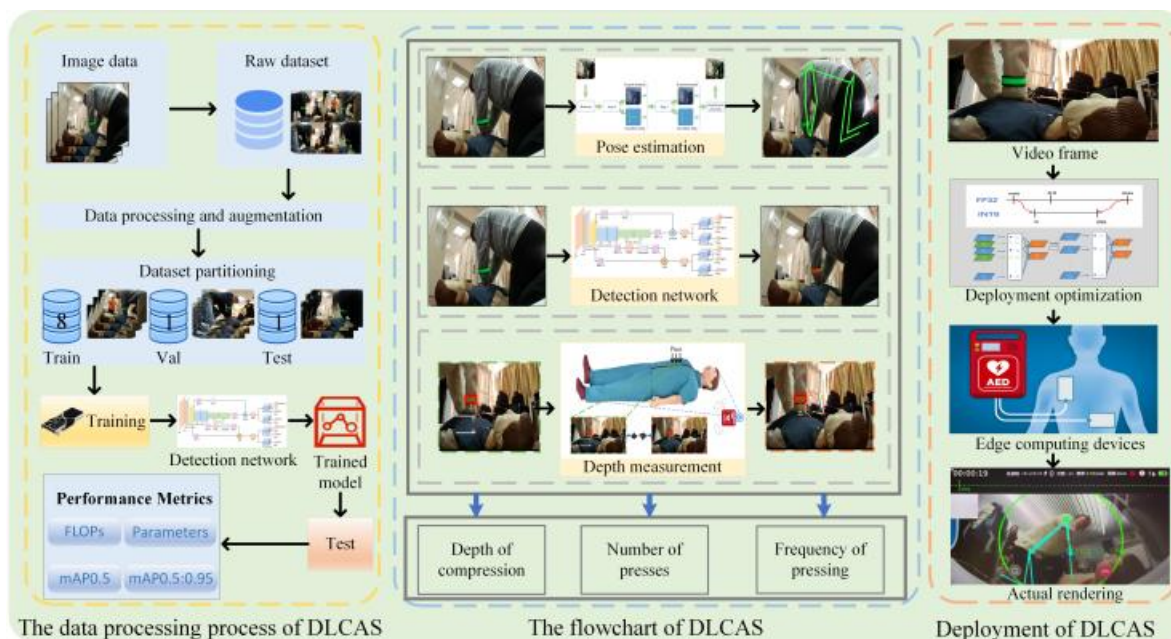 Image data
Raw dataset
Data processing and augmentation
Dataset partitioning
8
1
1
Train
Val
Test
Training
Detection network
Trained
model
Performance Metrics
FLOPs
Parameters
mAP0.5
mAP0.5:0.95
Test
The data processing process of DLCAS
Pose estimation
Detection network
Depth measurement
Depth of
compression
Number of
presses
Frequency of
pressing
The flowchart of DLCAS
Video frame
FP32
INT8
Deployment optimization
AED
Edge computing devices
00:00:19
Actual rendering
Deployment of DLCAS